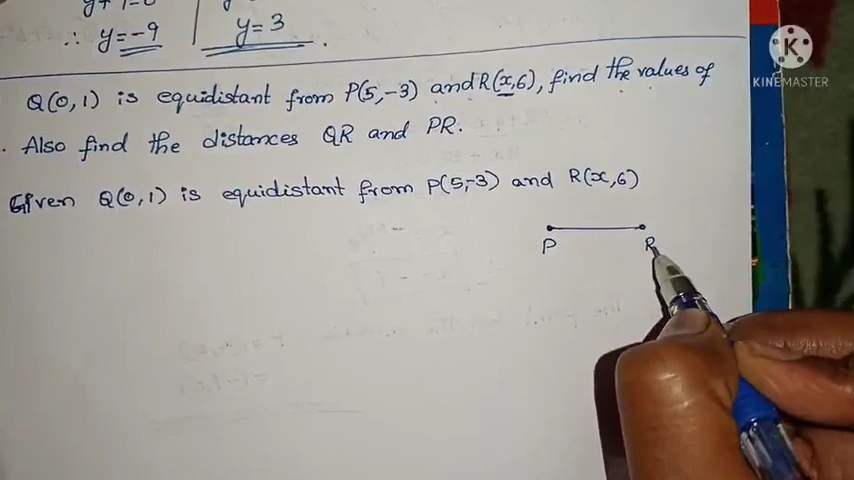 y+1=
∴ y=-9
y=3
K
KINEMASTER
Q(0,1) is equidistant from P(5,-3) and R(x,6), find the values of
. Also find the distances QR and PR.
Given Q(0,1) is equidistant from P(5,-3) and R(x,6)
P R